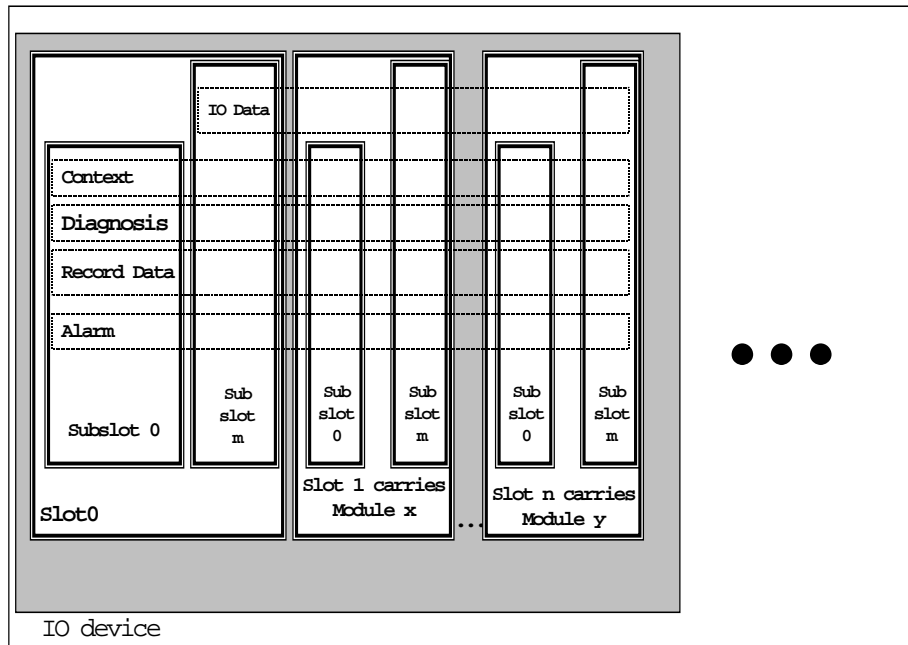 IO Data
Context
Diagnosis
Record Data
Alarm
Subslot 0
Sub
slot
m
Sub
slot
0
Sub
slot
m
Sub
slot
0
Sub
slot
m
Slot0
Slot 1 carries
Module x
...
Slot n carries
Module y
IO device